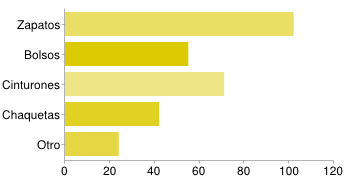 Zapatos
Bolsos
Cinturones
Chaquetas
Otro
0 20 40 60 80 100 120